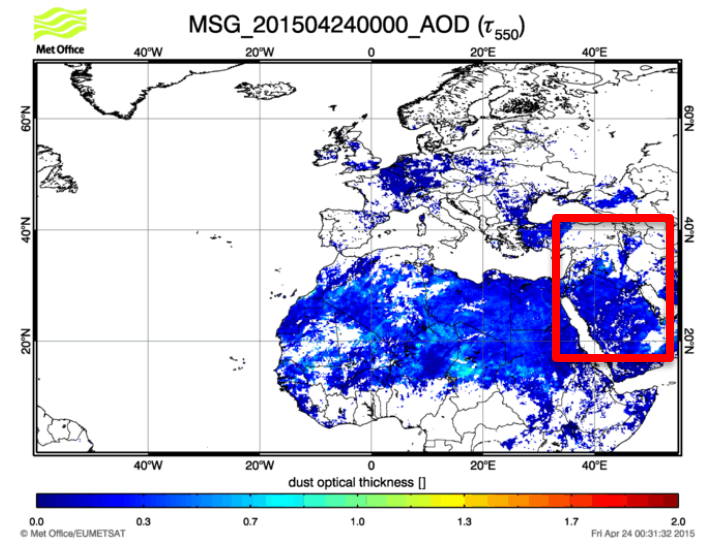 Met Office
MSG_201504240000_AOD (τ550)
40°W 20°W 0 20°E 40°E
60°N 60°N
40°N 40°N
20°N 20°N
40°W 20°W 0 20°E 40°E
dust optical thickness []
0.0 0.3 0.7 1.0 1.3 1.7 2.0
© Met Office/EUMETSAT Fri Apr 24 00:31:32 2015